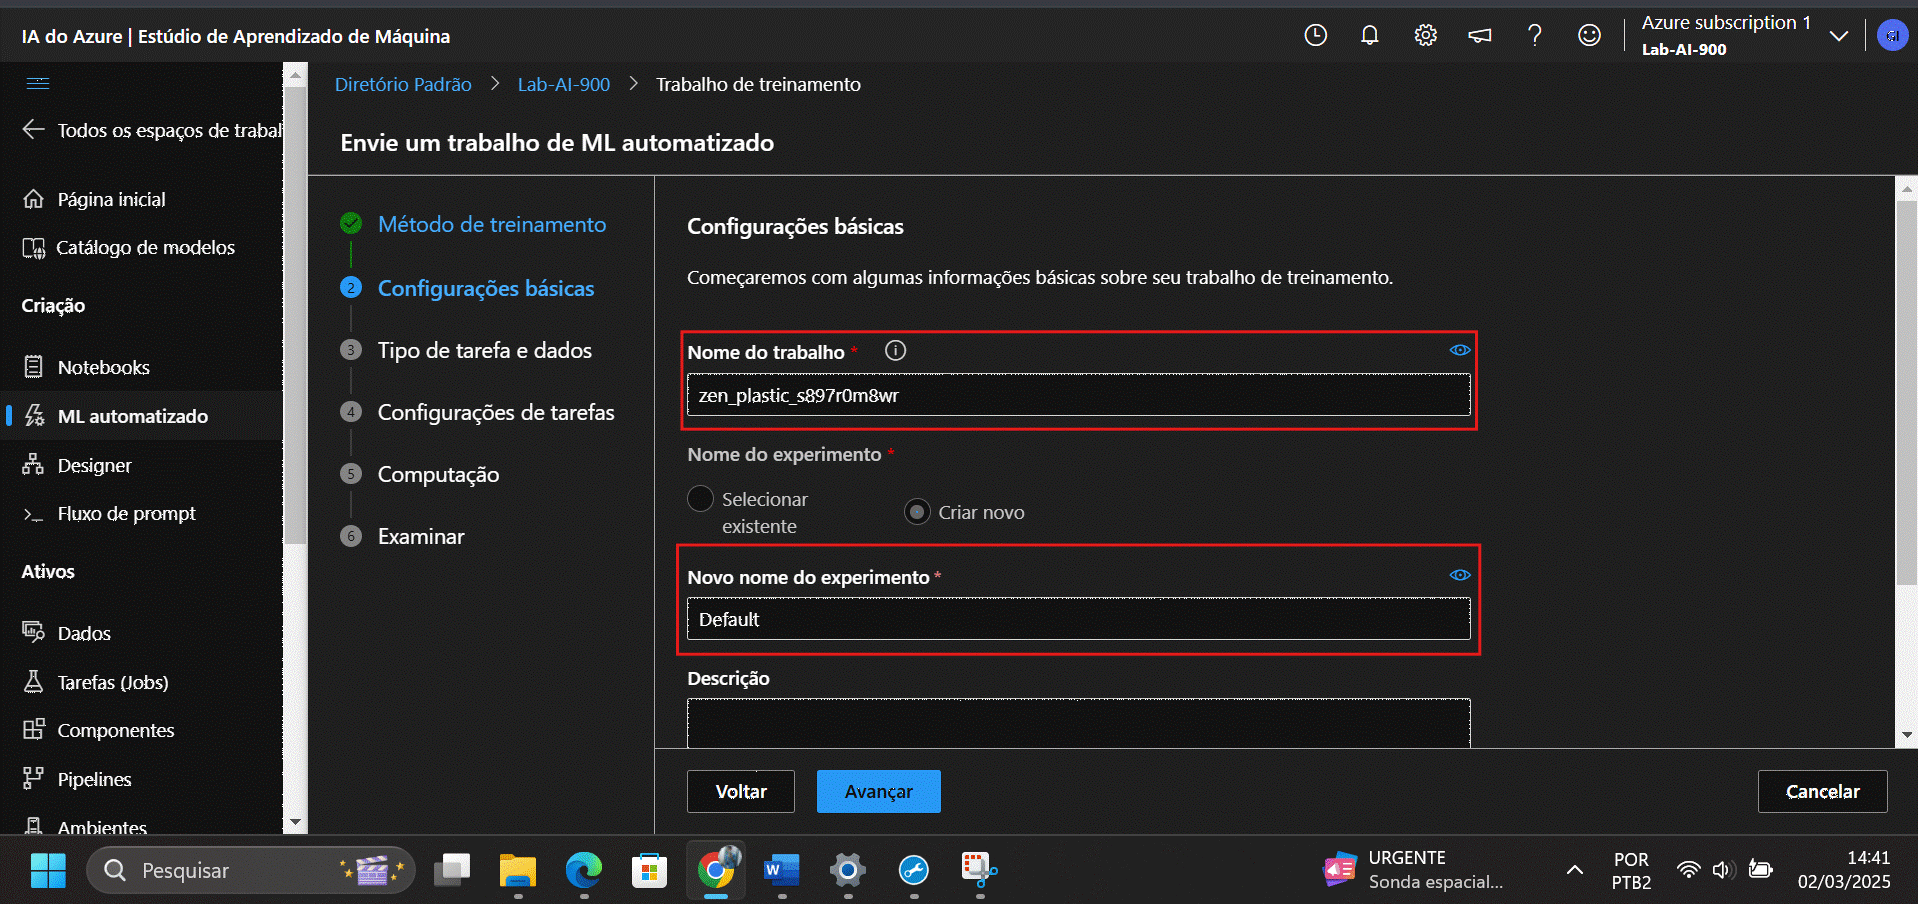 IA do Azure | Estúdio de Aprendizado de Máquina
Azure subscription 1
Lab-AI-900
GI
Todos os espaços de trabal
Página inicial
Catálogo de modelos
Criação
Notebooks
ML automatizado
Designer
Fluxo de prompt
Ativos
Dados
Tarefas (Jobs)
Componentes
Pipelines
Ambientes
Diretório Padrão > Lab-AI-900 > Trabalho de treinamento
Envie um trabalho de ML automatizado
Método de treinamento
2 Configurações básicas
3 Tipo de tarefa e dados
4 Configurações de tarefas
5 Computação
6 Examinar
Configurações básicas
Começaremos com algumas informações básicas sobre seu trabalho de treinamento.
Nome do trabalho *
zen_plastic_s897r0m8wr
Nome do experimento *
Selecionar
existente
Criar novo
Novo nome do experimento *
Default
Descrição
Voltar
Avançar
Cancelar
Pesquisar
URGENTE
Sonda espacial...
POR
PTB2
14:41
02/03/2025